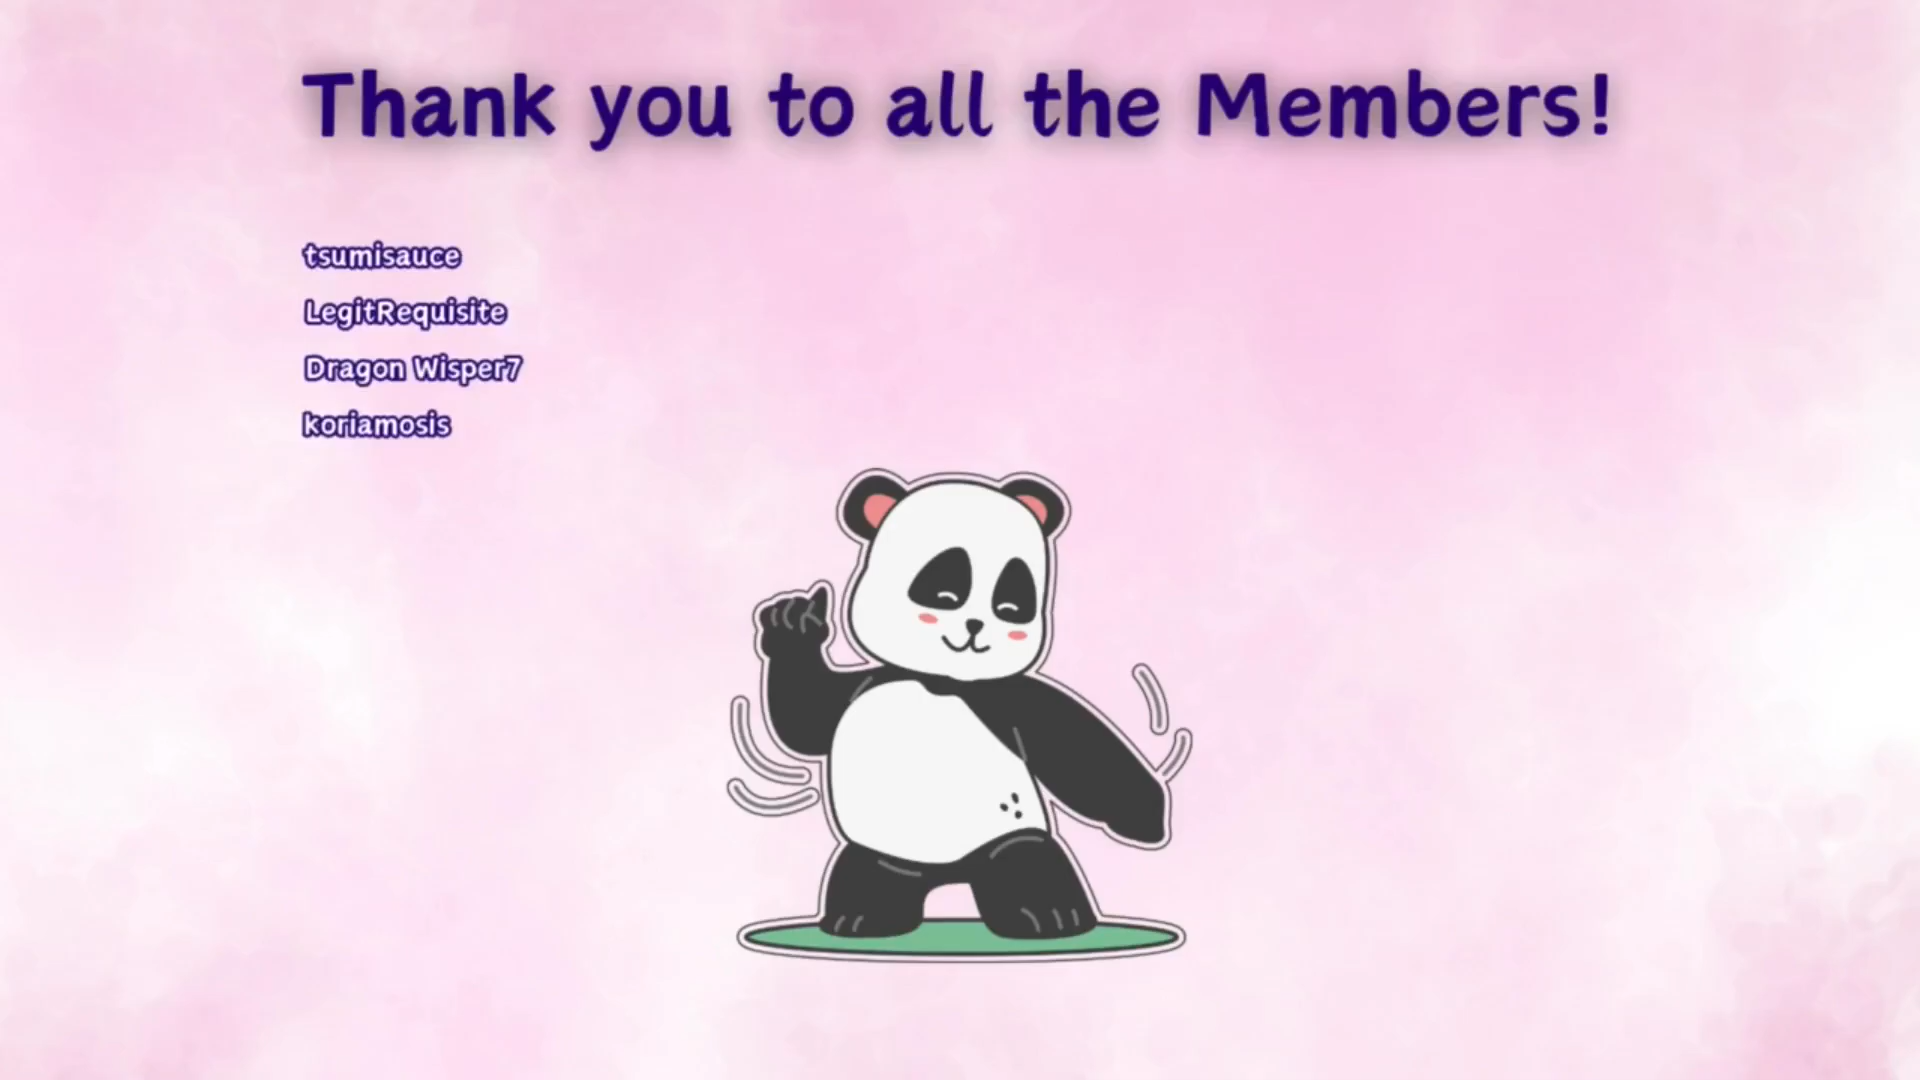 Thank you to all the Members!
tsumisauce
LegitRequisite
Dragon Wisper7
koriamosis